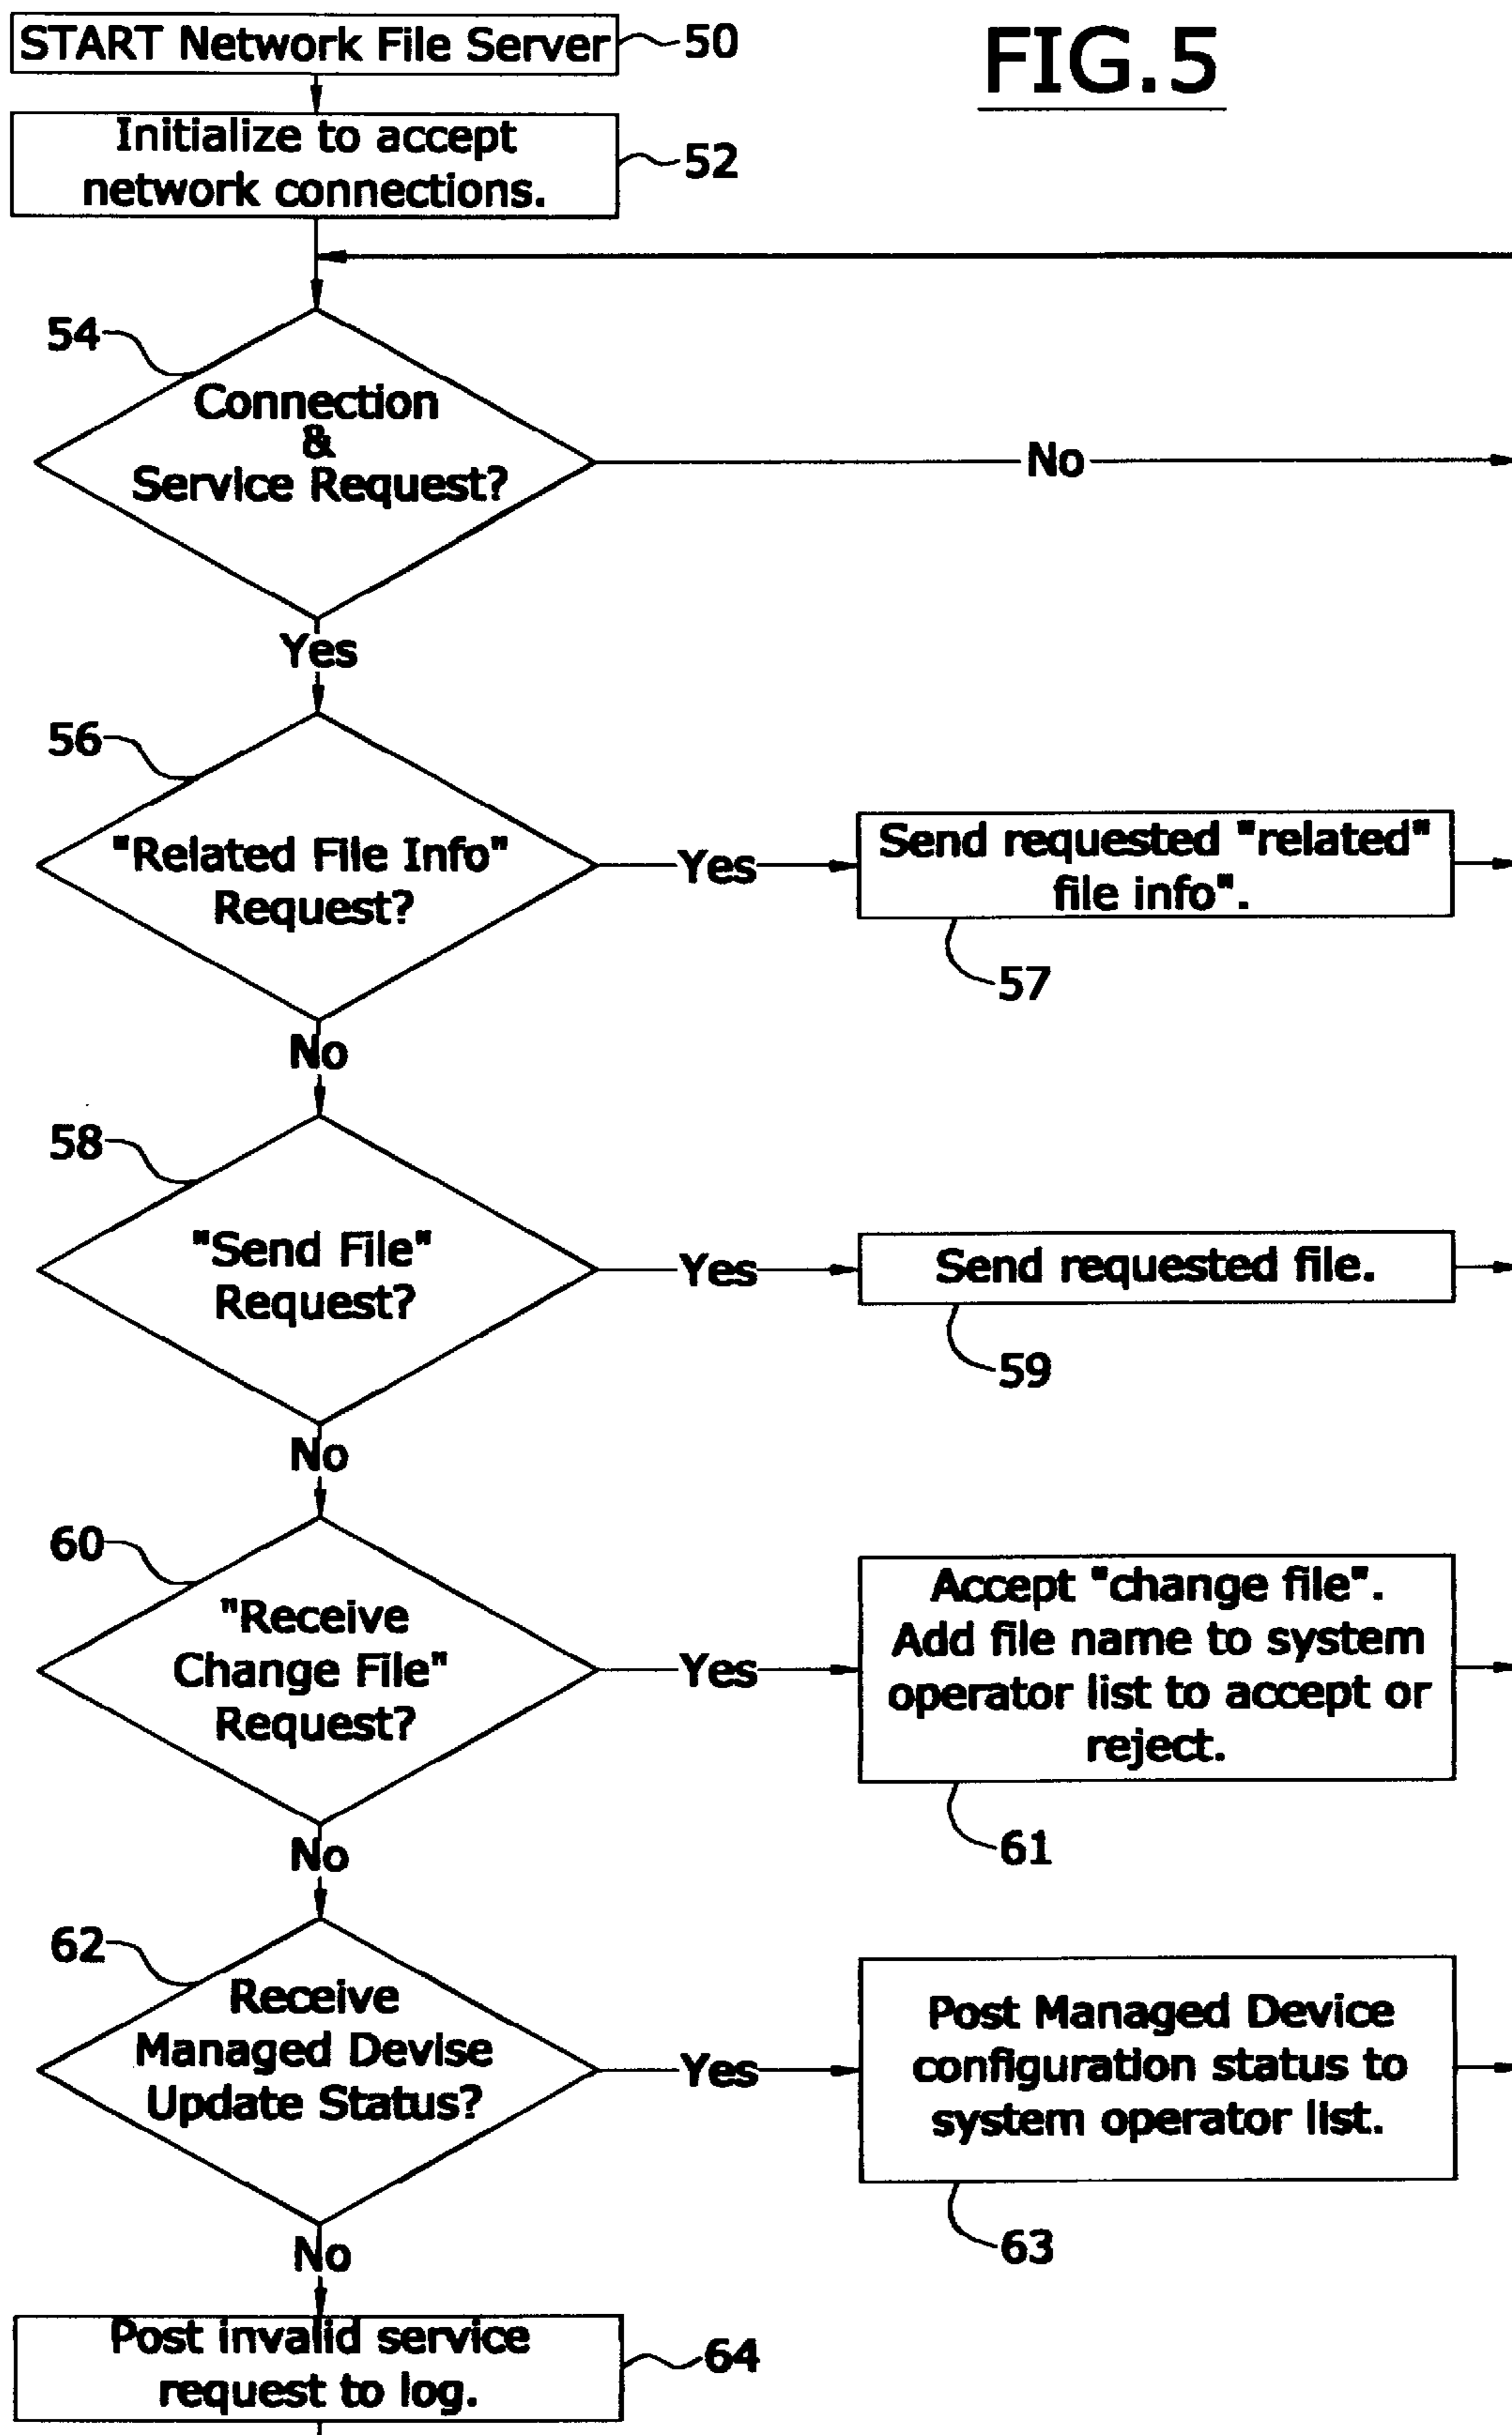 START Network File Server
50
FIG.5
Initialize to accept
network connections.
52
54
Connection
&
Service Request?
No
Yes
56
"Related File Info"
Request?
Yes
Send requested "related"
file info".
57
No
58
"Send File"
Request?
Yes
Send requested file.
59
No
60
"Receive
Change File"
Request?
Yes
Accept "change file".
Add file name to system
operator list to accept or
reject.
61
No
62
Receive
Managed Devise
Update Status?
Yes
Post Managed Device
configuration status to
system operator list.
63
No
Post invalid service
request to log.
64